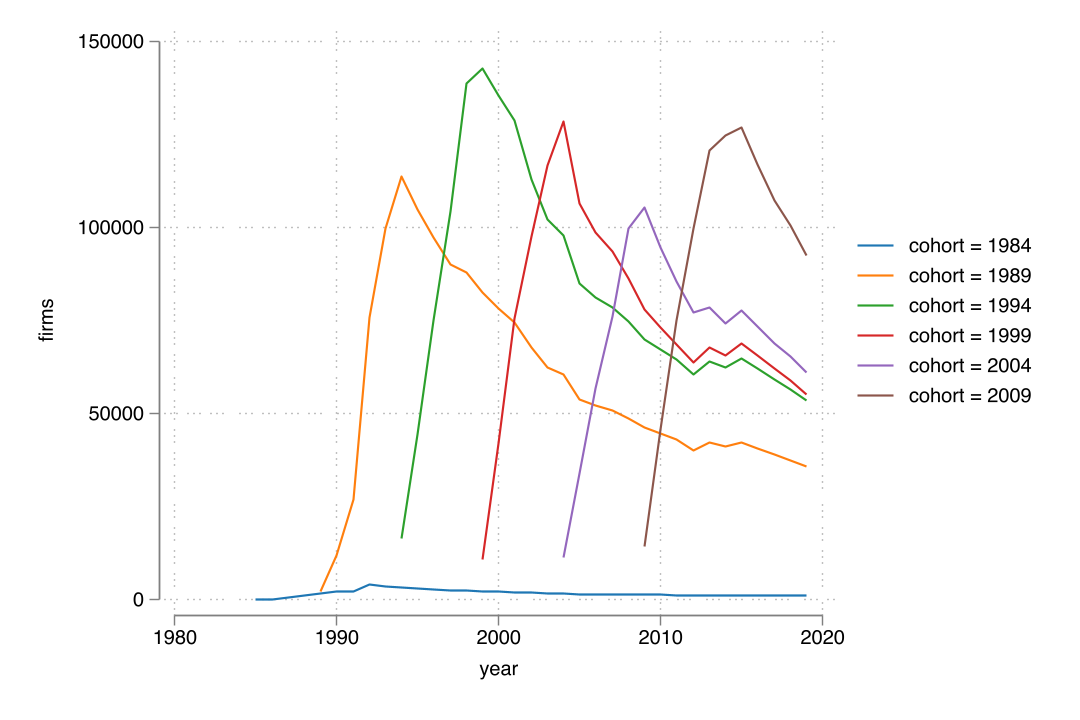 150000
100000
50000
0
firms
1980
1990
2000
2010
2020
year
cohort = 1984
cohort = 1989
cohort = 1994
cohort = 1999
cohort = 2004
cohort = 2009